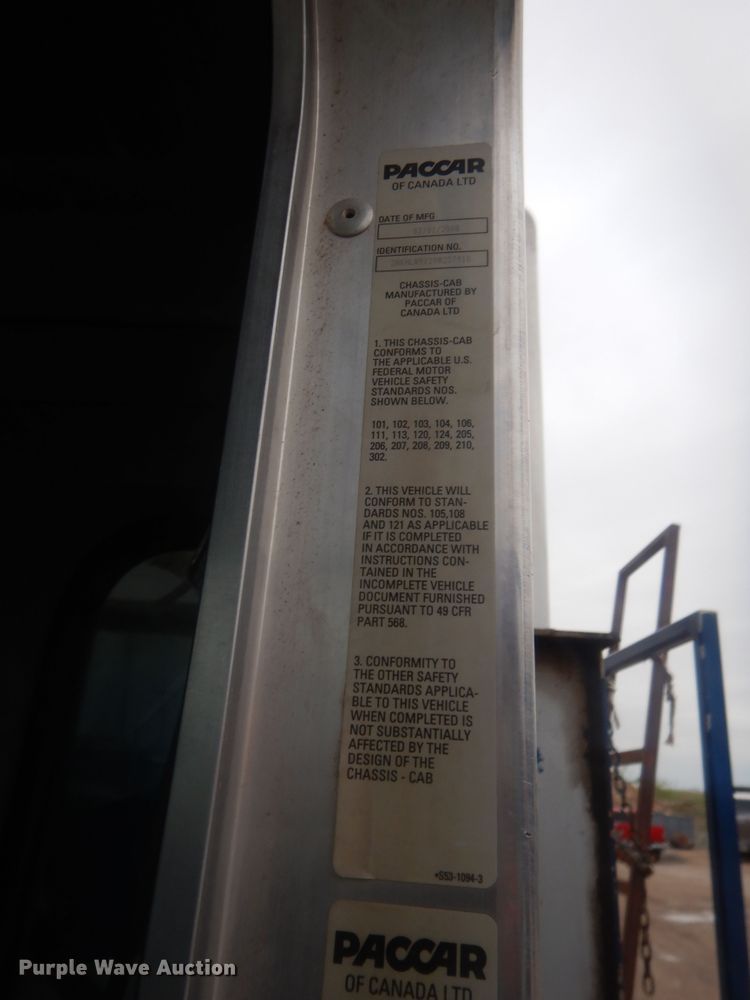 PACCAR
OF CANADA LTD
DATE OF MFG
IDENTIFICATION NO.
CHASSIS-CAB
MANUFACTURED BY
PACCAR OF
CANADA LTD
1. THIS CHASSIS-CAB
CONFORMS TO
THE APPLICABLE U.S.
FEDERAL MOTOR
VEHICLE SAFETY
STANDARDS NOS.
SHOWN BELOW.
101, 102, 103, 104, 106,
111, 113, 120, 124, 205,
206, 207, 208, 209, 210,
302.
2. THIS VEHICLE WILL
CONFORM TO STAN-
DARDS NOS. 105,108
AND 121 AS APPLICABLE
IF IT IS COMPLETED
IN ACCORDANCE WITH
INSTRUCTIONS CON-
TAINED IN THE
INCOMPLETE VEHICLE
DOCUMENT FURNISHED
PURSUANT TO 49 CFR
PART 568.
3. CONFORMITY TO
THE OTHER SAFETY
STANDARDS APPLICA-
BLE TO THIS VEHICLE
WHEN COMPLETED IS
NOT SUBSTANTIALLY
AFFECTED BY THE
DESIGN OF THE
CHASSIS - CAB
*S53-1094-3
PACCAR
OF CANADA LTD
Purple Wave Auction